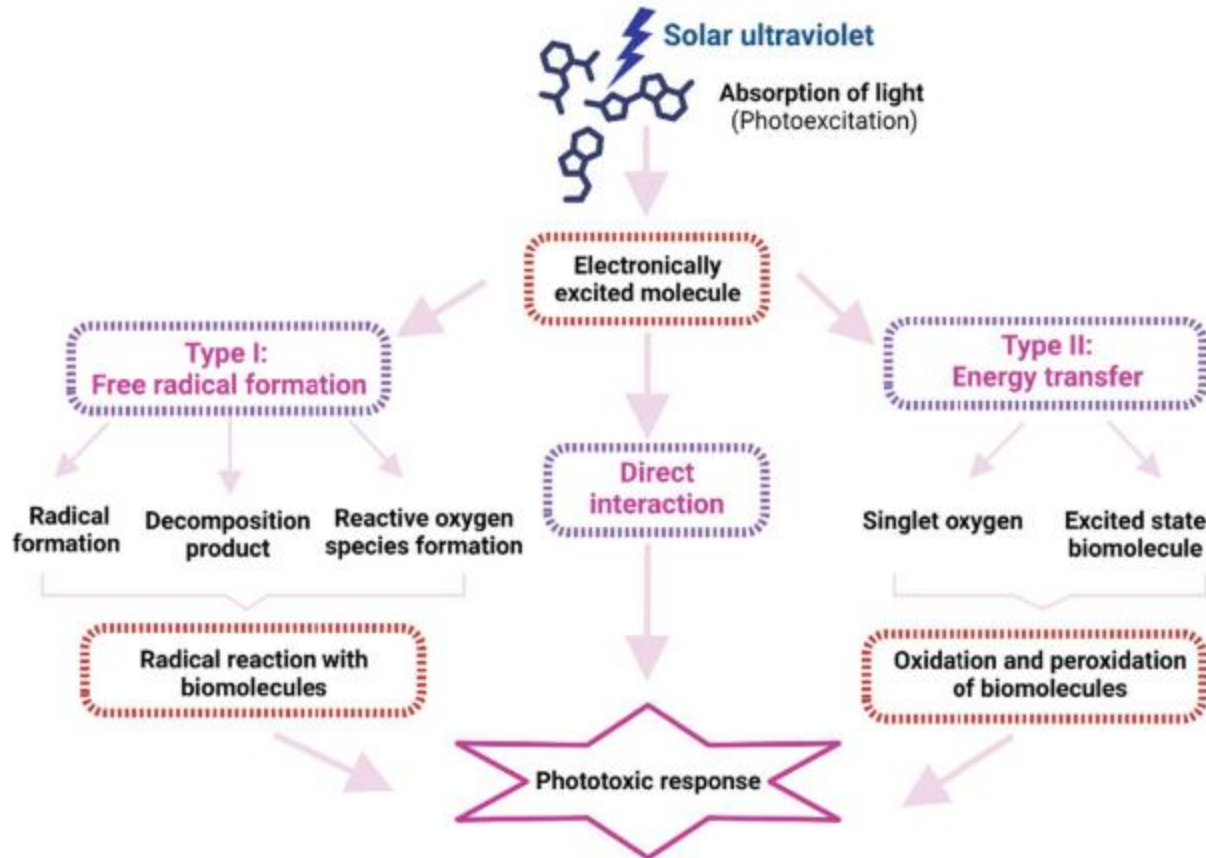 Solar ultraviolet
Absorption of light
(Photoexcitation)
Electronically
excited molecule
Type I:
Free radical formation
Type II:
Energy transfer
Direct
interaction
Radical
formation
Decomposition
product
Reactive oxygen
species formation
Singlet oxygen
Excited state
biomolecule
Radical reaction with
biomolecules
Oxidation and peroxidation
of biomolecules
Phototoxic response